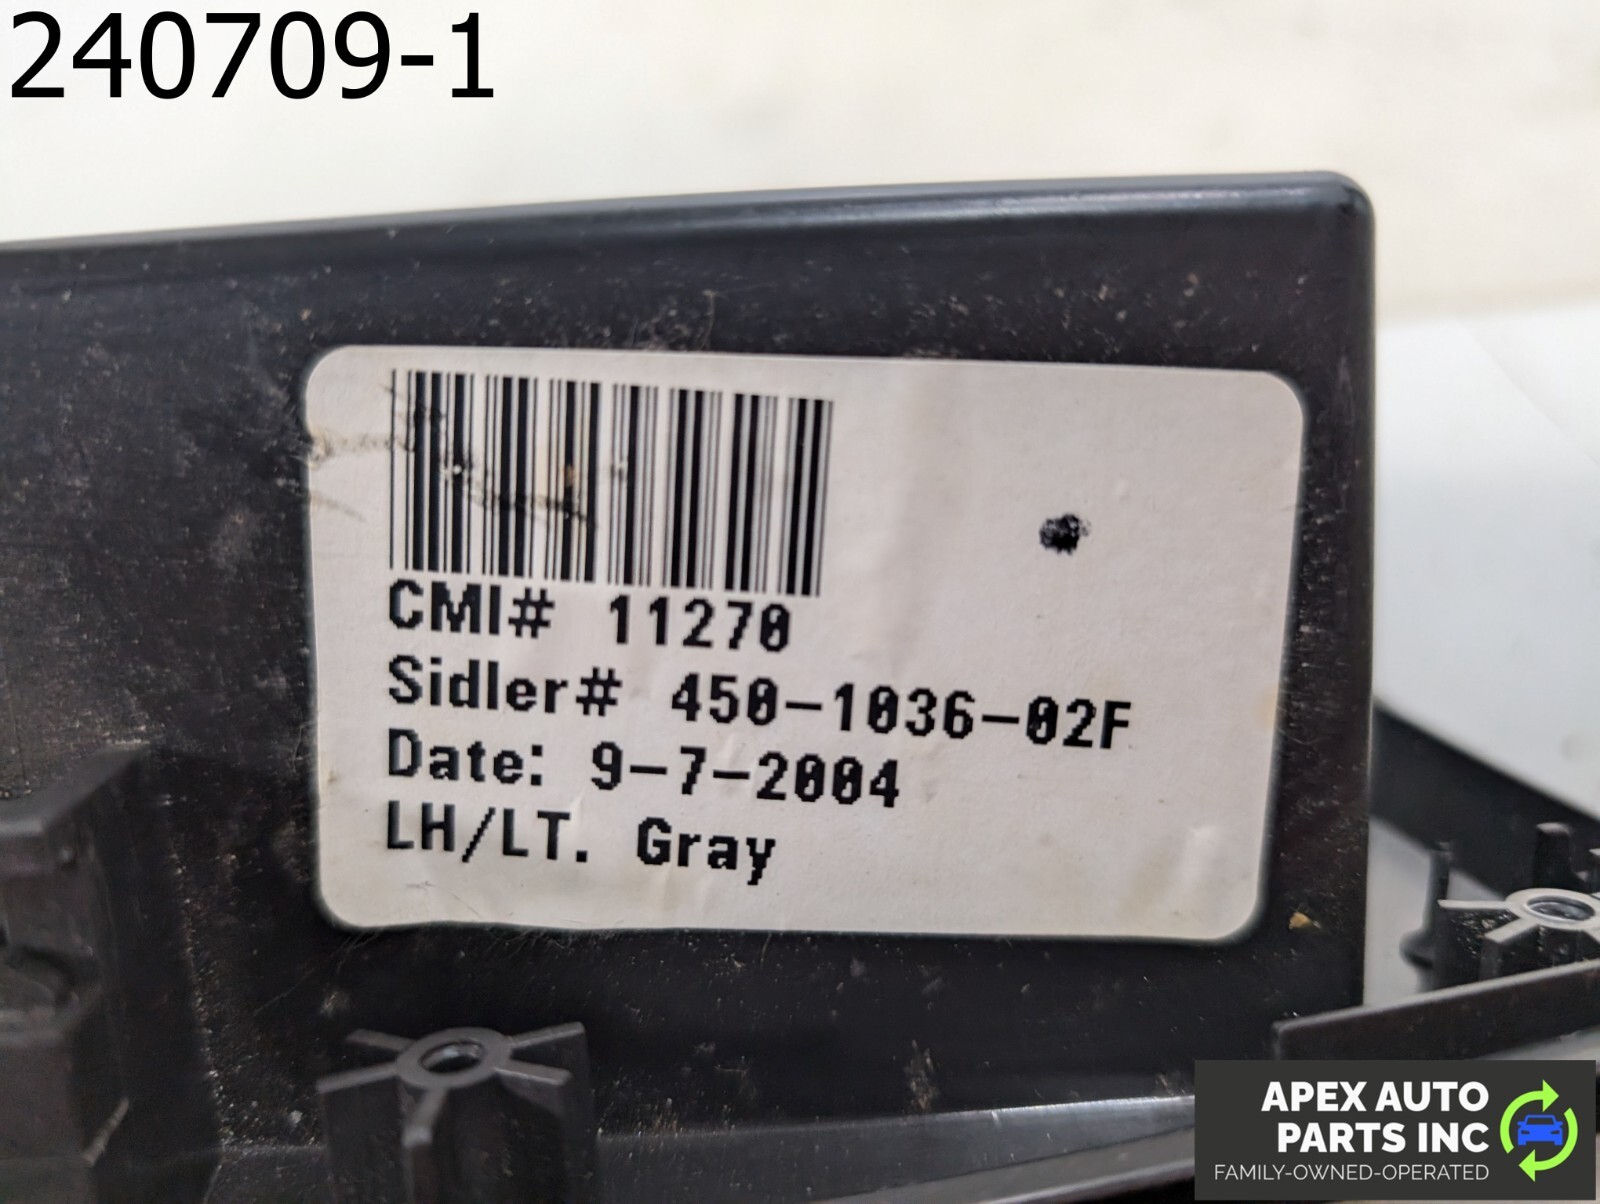 240709-1
CMI# 11270
Sidler# 450-1036-02F
Date: 9-7-2004
LH/LT. Gray
APEX AUTO
PARTS INC
FAMILY-OWNED-OPERATED